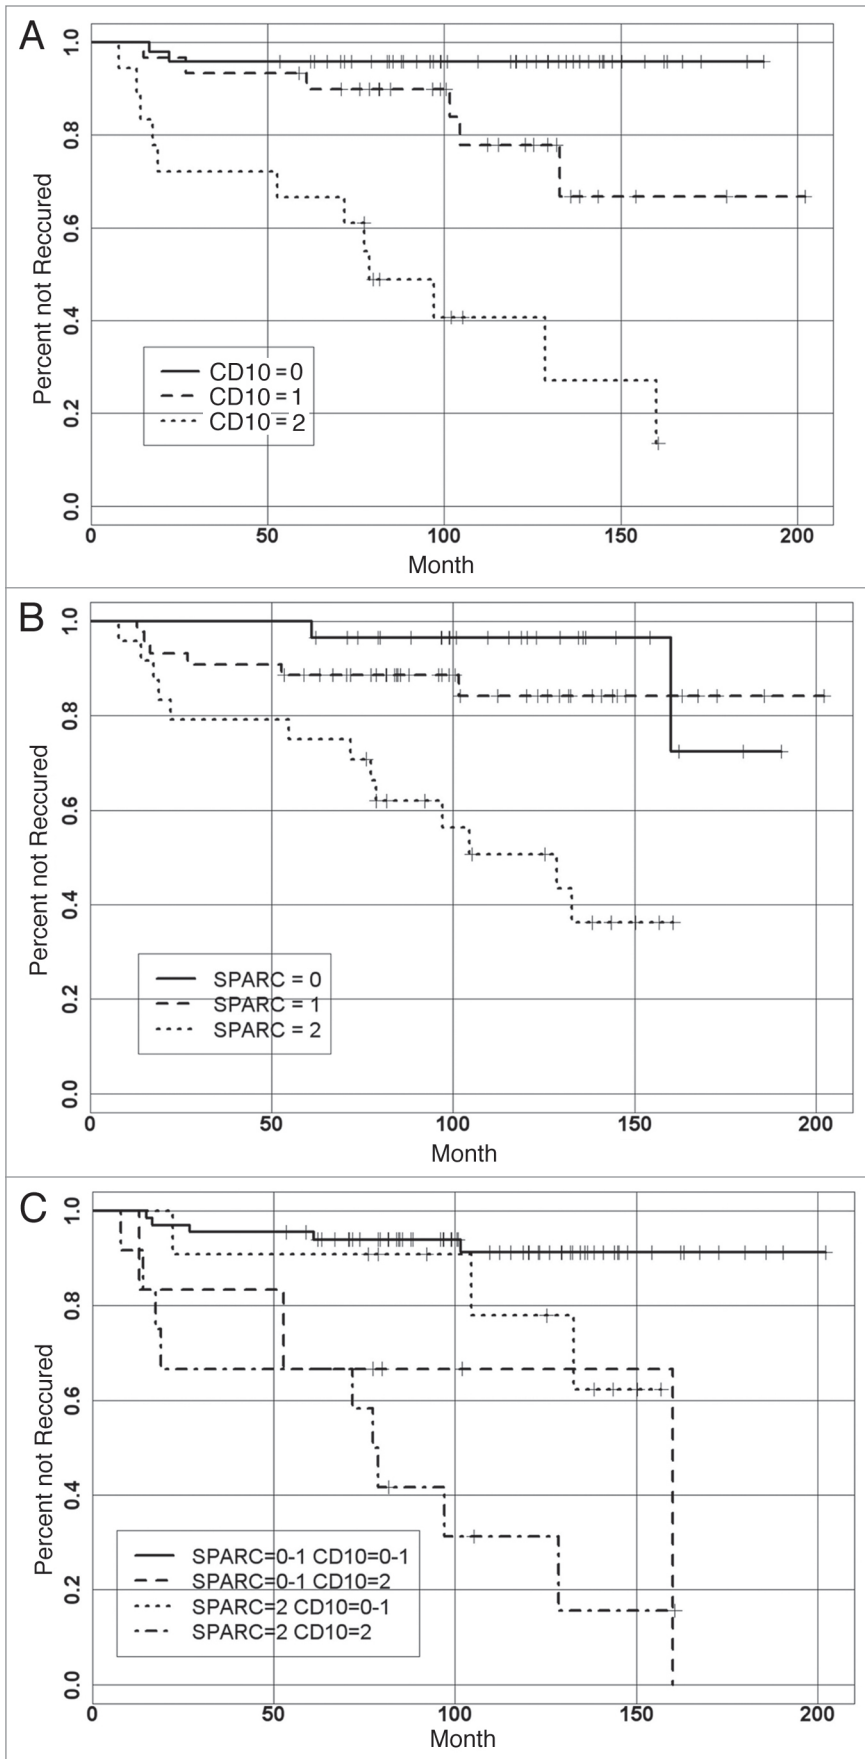 A
1.0
0.8
0.6
0.4
0.2
0.0
Percent not Reccured
CD10 = 0
CD10 = 1
CD10 = 2
0 50 100 150 200
Month
B
1.0
0.8
0.6
0.4
0.2
0.0
Percent not Reccured
SPARC = 0
SPARC = 1
SPARC = 2
0 50 100 150 200
Month
C
1.0
0.8
0.6
0.4
0.2
0.0
Percent not Reccured
SPARC=0-1 CD10=0-1
SPARC=0-1 CD10=2
SPARC=2 CD10=0-1
SPARC=2 CD10=2
0 50 100 150 200
Month